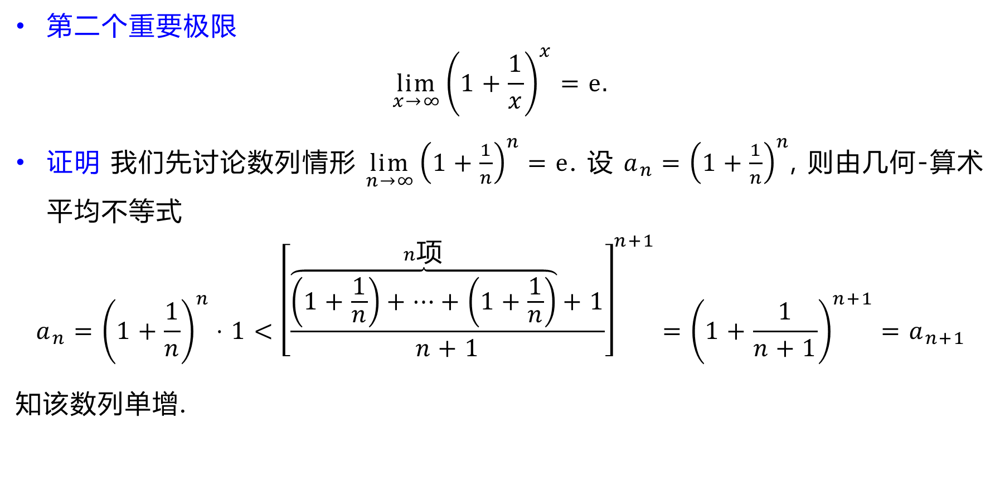 • 第二个重要极限
$\lim_{x \to \infty} \left(1 + \frac{1}{x}\right)^x = \mathrm{e}.$
• 证明 我们先讨论数列情形 $\lim_{n \to \infty} \left(1 + \frac{1}{n}\right)^n = \mathrm{e}.$ 设 $a_n = \left(1 + \frac{1}{n}\right)^n$, 则由几何-算术
平均不等式
$a_n = \left(1 + \frac{1}{n}\right)^n \cdot 1 < \left[\frac{\overbrace{\left(1 + \frac{1}{n}\right) + \cdots + \left(1 + \frac{1}{n}\right)}^{n项} + 1}{n + 1}\right]^{n+1} = \left(1 + \frac{1}{n + 1}\right)^{n+1} = a_{n+1}$
知该数列单增.